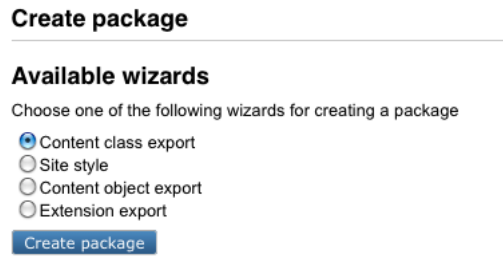 Create package
Available wizards
Choose one of the following wizards for creating a package
Content class export
Site style
Content object export
Extension export
Create package